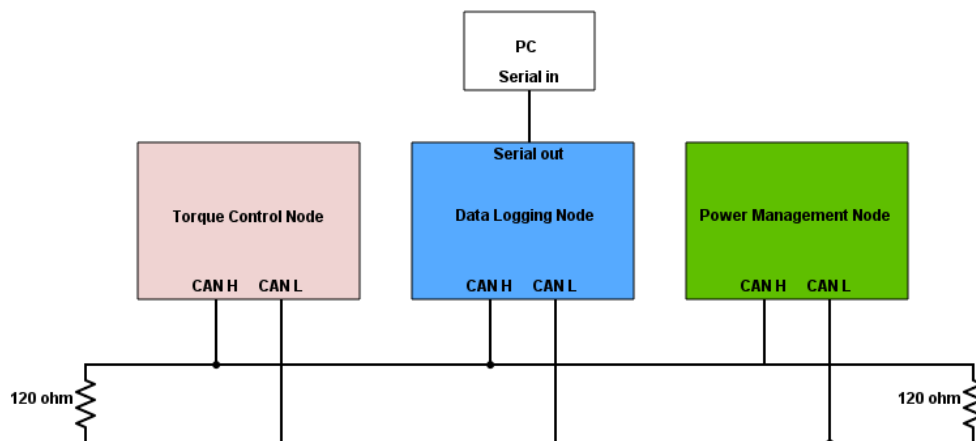 PC
Serial in
Serial out
Torque Control Node
Data Logging Node
Power Management Node
CAN H CAN L
CAN H CAN L
CAN H CAN L
120 ohm
120 ohm